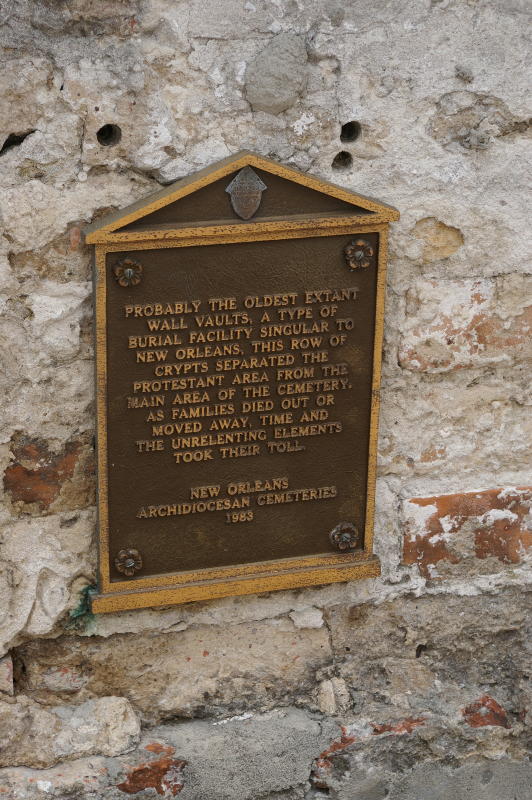 PROBABLY THE OLDEST EXTANT
WALL VAULTS, A TYPE OF
BURIAL FACILITY SINGULAR TO
NEW ORLEANS, THIS ROW OF
CRYPTS SEPARATED THE
PROTESTANT AREA FROM THE
MAIN AREA OF THE CEMETERY.
AS FAMILIES DIED OUT OR
MOVED AWAY, TIME AND
THE UNRELENTING ELEMENTS
TOOK THEIR TOLL.
NEW ORLEANS
ARCHDIOCESAN CEMETERIES
1983